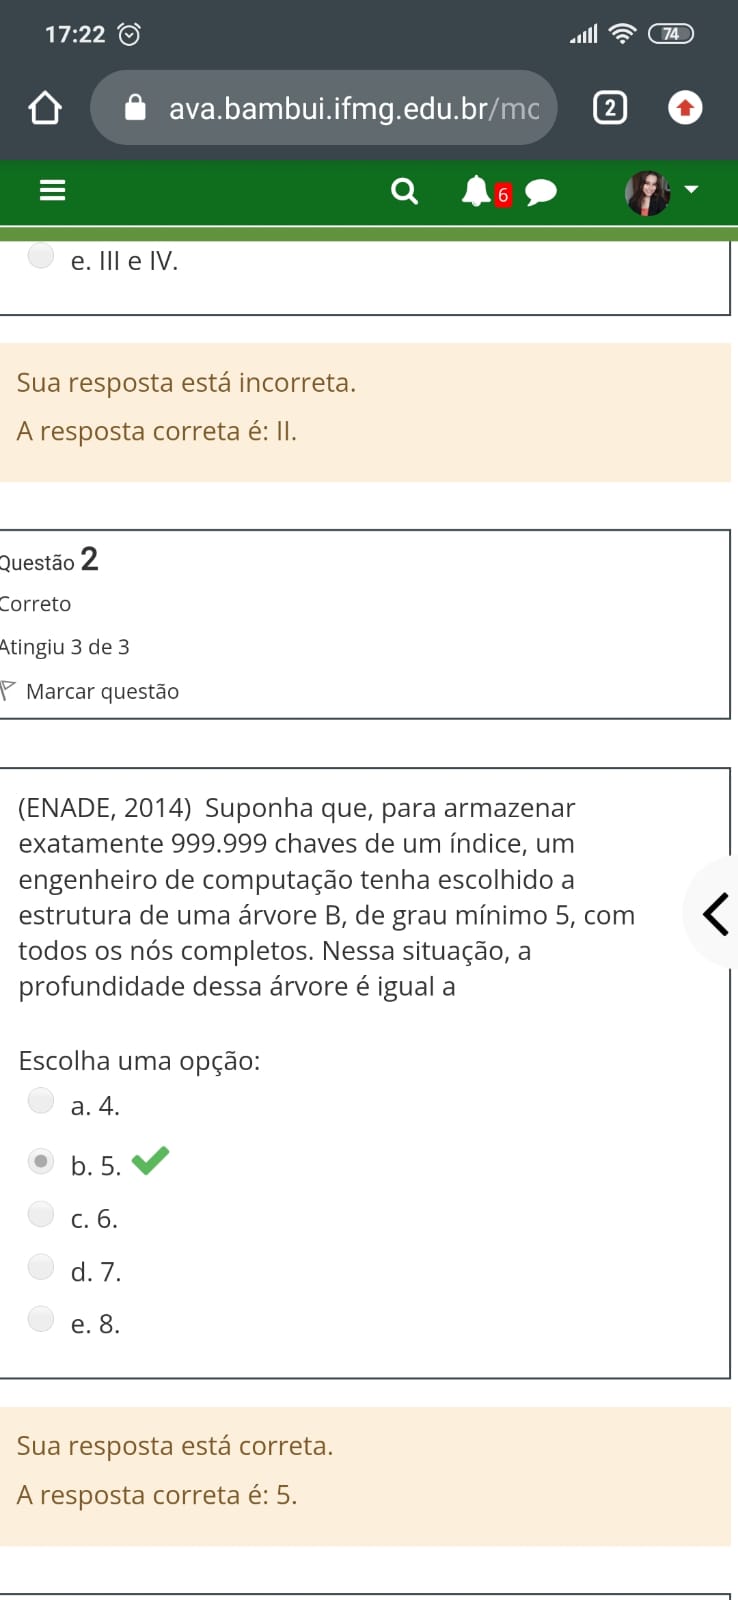 17:22
74
ava.bambui.ifmg.edu.br/mc
2
6
e. III e IV.
Sua resposta está incorreta.
A resposta correta é: II.
Questão 2
Correto
Atingiu 3 de 3
Marcar questão
(ENADE, 2014) Suponha que, para armazenar
exatamente 999.999 chaves de um índice, um
engenheiro de computação tenha escolhido a
estrutura de uma árvore B, de grau mínimo 5, com
todos os nós completos. Nessa situação, a
profundidade dessa árvore é igual a
Escolha uma opção:
a. 4.
b. 5.
c. 6.
d. 7.
e. 8.
Sua resposta está correta.
A resposta correta é: 5.